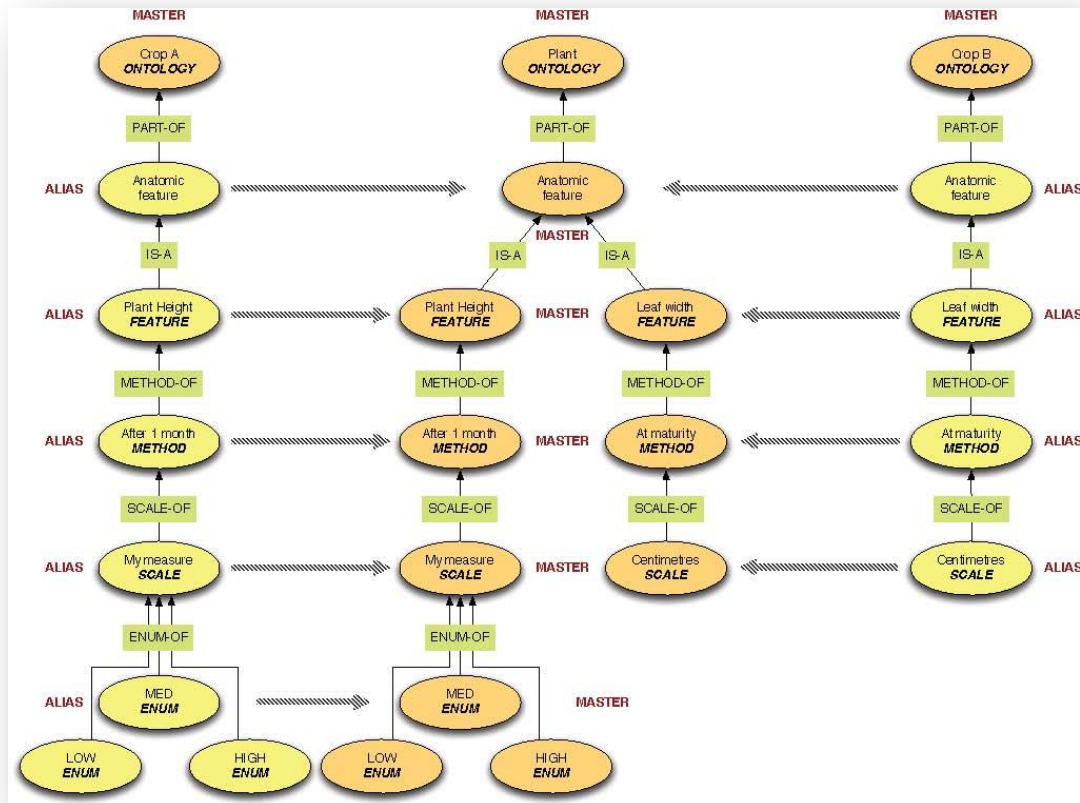 MASTER MASTER MASTER
Crop A Plant Crop B
ONTOLOGY ONTOLOGY ONTOLOGY
PART-OF PART-OF PART-OF
ALIAS Anatomic feature Anatomic feature Anatomic feature ALIAS
MASTER
IS-A IS-A IS-A IS-A
ALIAS Plant Height FEATURE Plant Height FEATURE MASTER Leaf width FEATURE Leaf width FEATURE ALIAS
METHOD-OF METHOD-OF METHOD-OF METHOD-OF
ALIAS After 1 month METHOD After 1 month METHOD MASTER At maturity METHOD At maturity METHOD ALIAS
SCALE-OF SCALE-OF SCALE-OF SCALE-OF
ALIAS My measure SCALE My measure SCALE MASTER Centimetres SCALE Centimetres SCALE ALIAS
ENUM-OF ENUM-OF
ALIAS MED ENUM MED ENUM MASTER
LOW ENUM HIGH ENUM LOW ENUM HIGH ENUM